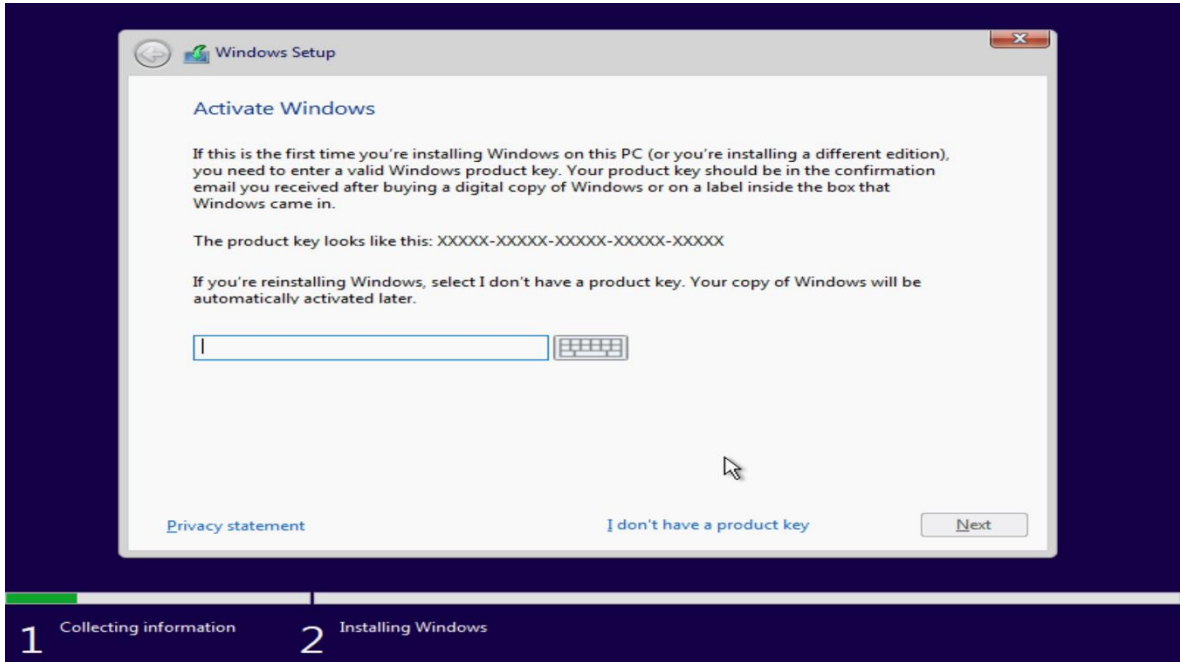 Windows Setup
Activate Windows
If this is the first time you're installing Windows on this PC (or you're installing a different edition),
you need to enter a valid Windows product key. Your product key should be in the confirmation
email you received after buying a digital copy of Windows or on a label inside the box that
Windows came in.
The product key looks like this: XXXXX-XXXXX-XXXXX-XXXXX-XXXXX
If you're reinstalling Windows, select I don't have a product key. Your copy of Windows will be
automatically activated later.
Privacy statement
I don't have a product key
Next
1 Collecting information
2 Installing Windows